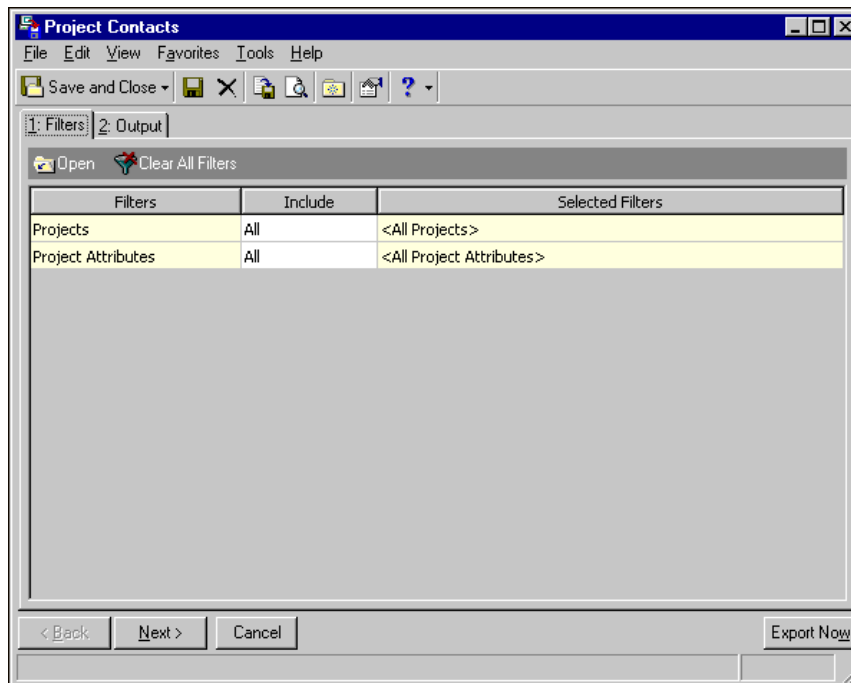 Project Contacts
File Edit View Favorites Tools Help
Save and Close
1: Filters 2: Output
Open Clear All Filters
Filters Include Selected Filters
Projects All <All Projects>
Project Attributes All <All Project Attributes>
< Back Next > Cancel Export Now